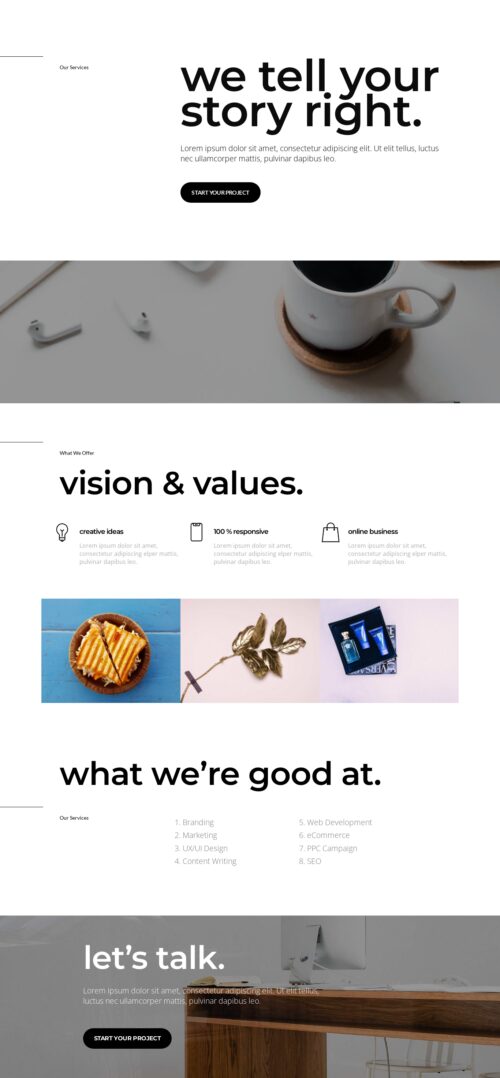 Our Services
we tell your
story right.
Lorem ipsum dolor sit amet, consectetur adipiscing elit. Ut elit tellus, luctus
nec ullamcorper mattis, pulvinar dapibus leo.
START YOUR PROJECT
What We Offer
vision & values.
creative ideas
Lorem ipsum dolor sit amet,
consectetur adipiscing elper mattis,
pulvinar dapibus leo.
100 % responsive
Lorem ipsum dolor sit amet,
consectetur adipiscing elper mattis,
pulvinar dapibus leo.
online business
Lorem ipsum dolor sit amet,
consectetur adipiscing elper mattis,
pulvinar dapibus leo.
what we’re good at.
Our Services
1. Branding
2. Marketing
3. UX/UI Design
4. Content Writing
5. Web Development
6. eCommerce
7. PPC Campaign
8. SEO
let’s talk.
Lorem ipsum dolor sit amet, consectetur adipiscing elit. Ut elit tellus,
luctus nec ullamcorper mattis, pulvinar dapibus leo.
START YOUR PROJECT